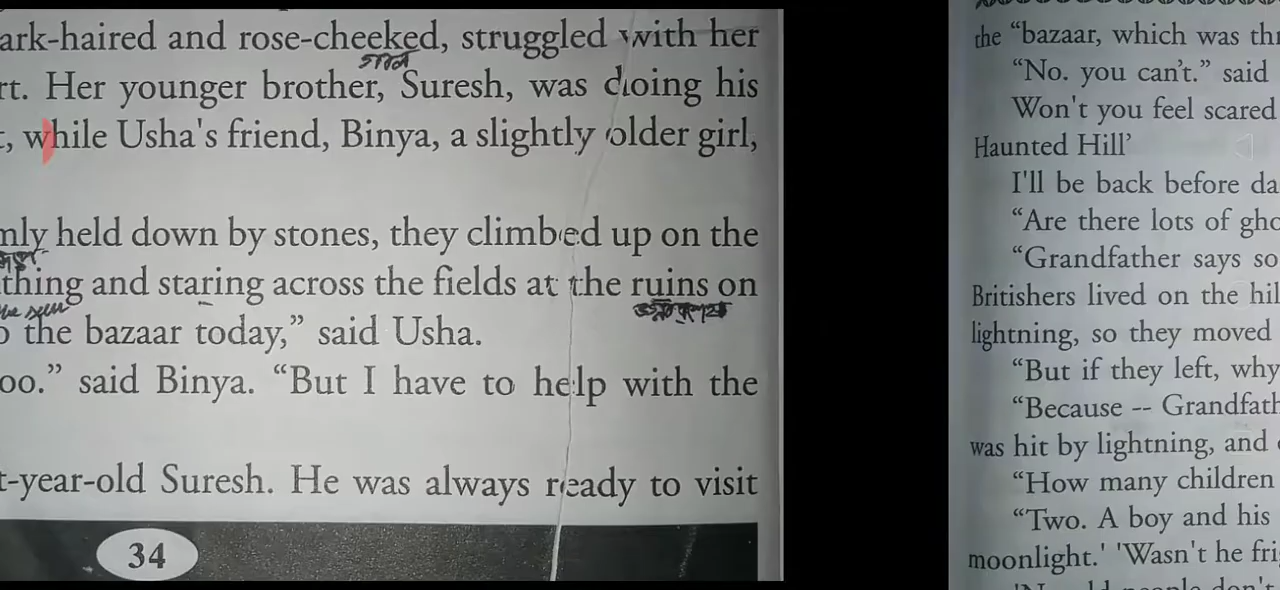 ark-haired and rose-cheeked, struggled with her
rt. Her younger brother, Suresh, was doing his
, while Usha's friend, Binya, a slightly older girl,
mly held down by stones, they climbed up on the
thing and staring across the fields at the ruins on
o the bazaar today,” said Usha.
oo.” said Binya. “But I have to help with the
t-year-old Suresh. He was always ready to visit
34
the “bazaar, which was thr
“No. you can't.” said
Won't you feel scared
Haunted Hill’
I'll be back before da
“Are there lots of gho
“Grandfather says so
Britishers lived on the hil
lightning, so they moved
“But if they left, why
“Because -- Grandfath
was hit by lightning, and
“How many children
“Two. A boy and his
moonlight.' 'Wasn't he fri
people don't